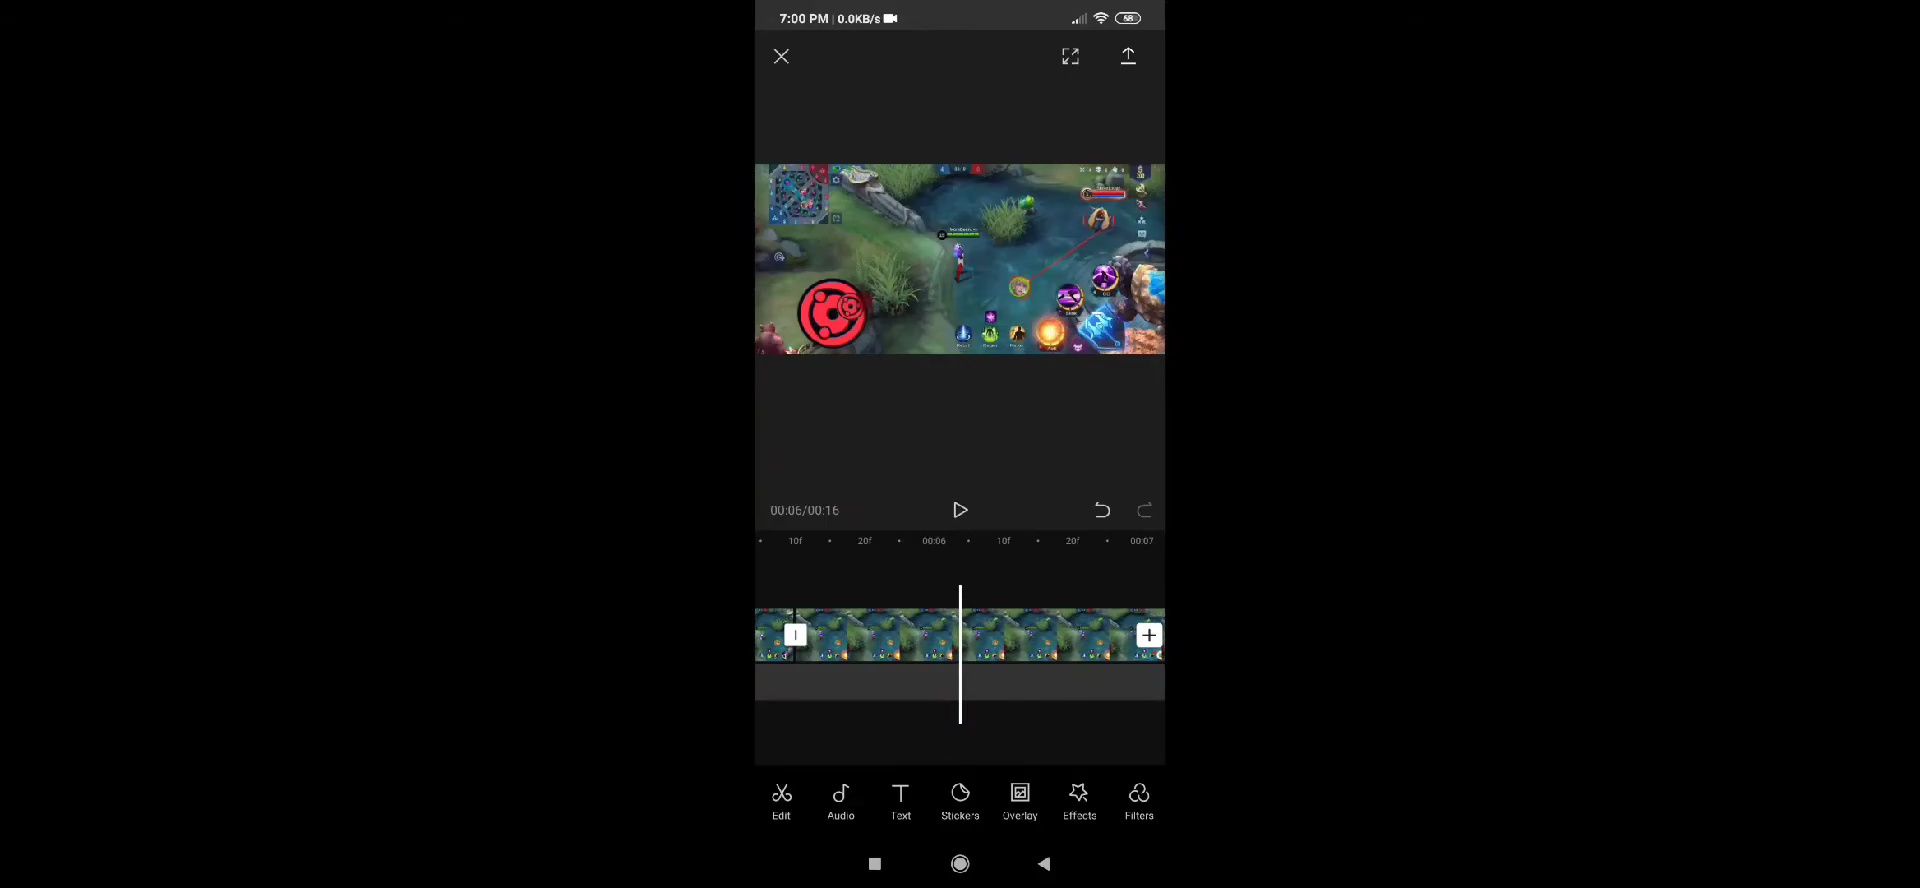 7:00 PM | 0.0KB/s
58
00:06/00:16
10f 20f 00:06 10f 20f 00:07
Edit Audio Text Stickers Overlay Effects Filters